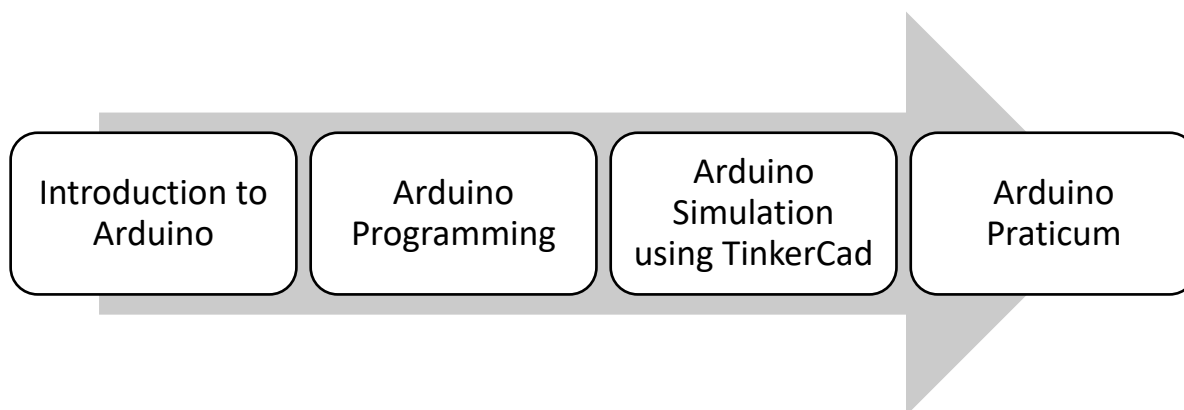 Introduction to
Arduino
Arduino
Programming
Arduino
Simulation
using TinkerCad
Arduino
Praticum